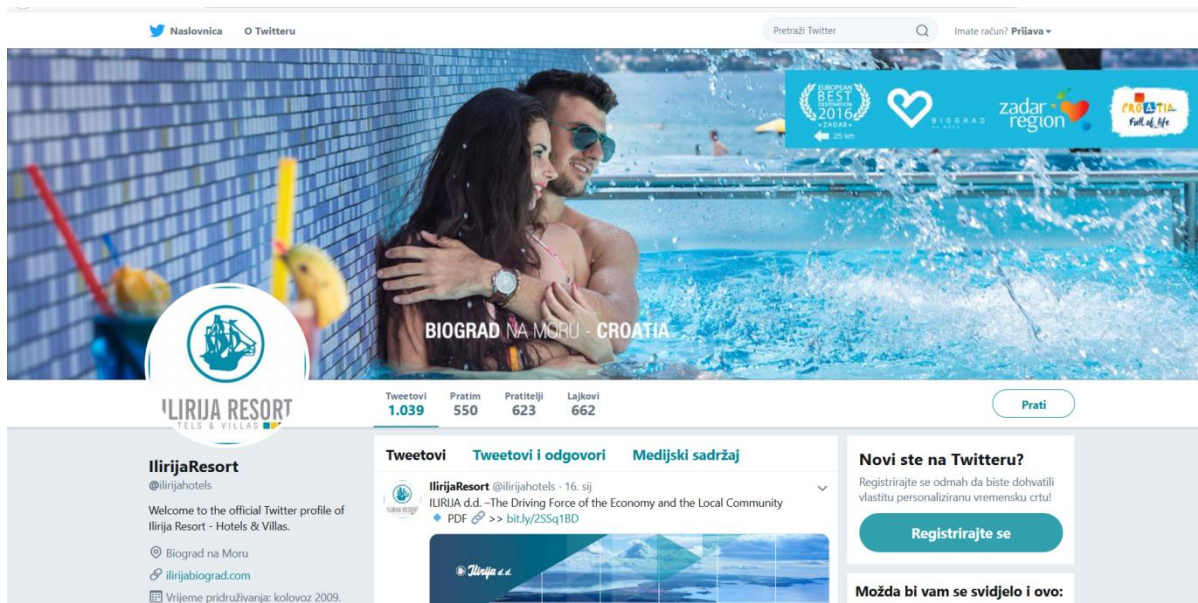 Naslovnica
O Twitteru
Pretraži Twitter
Imate račun? Prijava
EUROPEAN
BEST
DESTINATION
2016
ZADAR
26 km
BIOGRAD
zadar
region
CROATIA
Full of life
BIOGRAD NA MORU - CROATIA
ILIRIJA RESORT
TELS & VILLAS
Tweetovi Pratim Pratitelji Lajkovi
1.039 550 623 662
Prati
IlirijaResort
@ilirijahotels
Welcome to the official Twitter profile of
Ilirija Resort - Hotels & Villas.
Biograd na Moru
ilirijabiograd.com
Vrijeme pridruživanja: kolovoz 2009.
Tweetovi Tweetovi i odgovori Medijski sadržaj
IlirijaResort @ilirijahotels · 16. sij
ILIRIJA d.d. –The Driving Force of the Economy and the Local Community
PDF >> bit.ly/2SSq1BD
Ilirija d.d.
Novi ste na Twitteru?
Registrirajte se odmah da biste dohvatili
vlastitu personaliziranu vremensku crtu!
Registrirajte se
Možda bi vam se svidjelo i ovo: